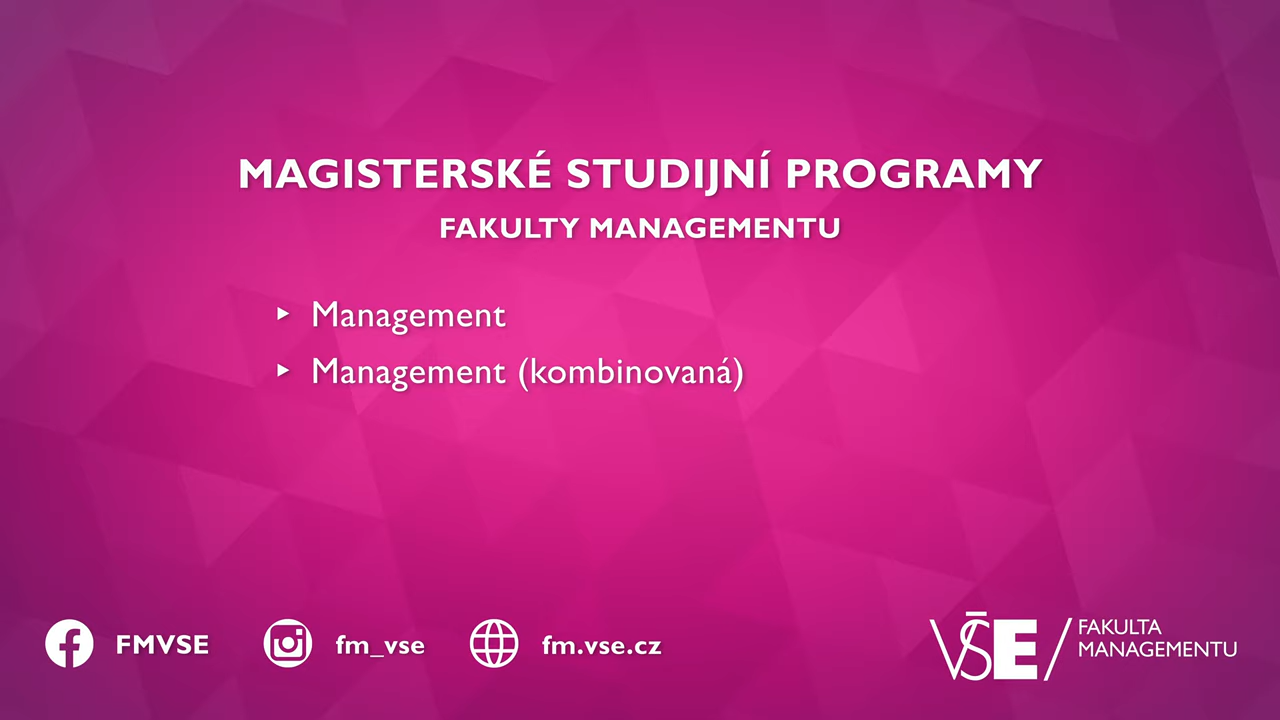 MAGISTERSKÉ STUDIJNÍ PROGRAMY
FAKULTY MANAGEMENTU
Management
Management (kombinovaná)
FMVSE
fm_vse
fm.vse.cz
VŠE / FAKULTA
MANAGEMENTU